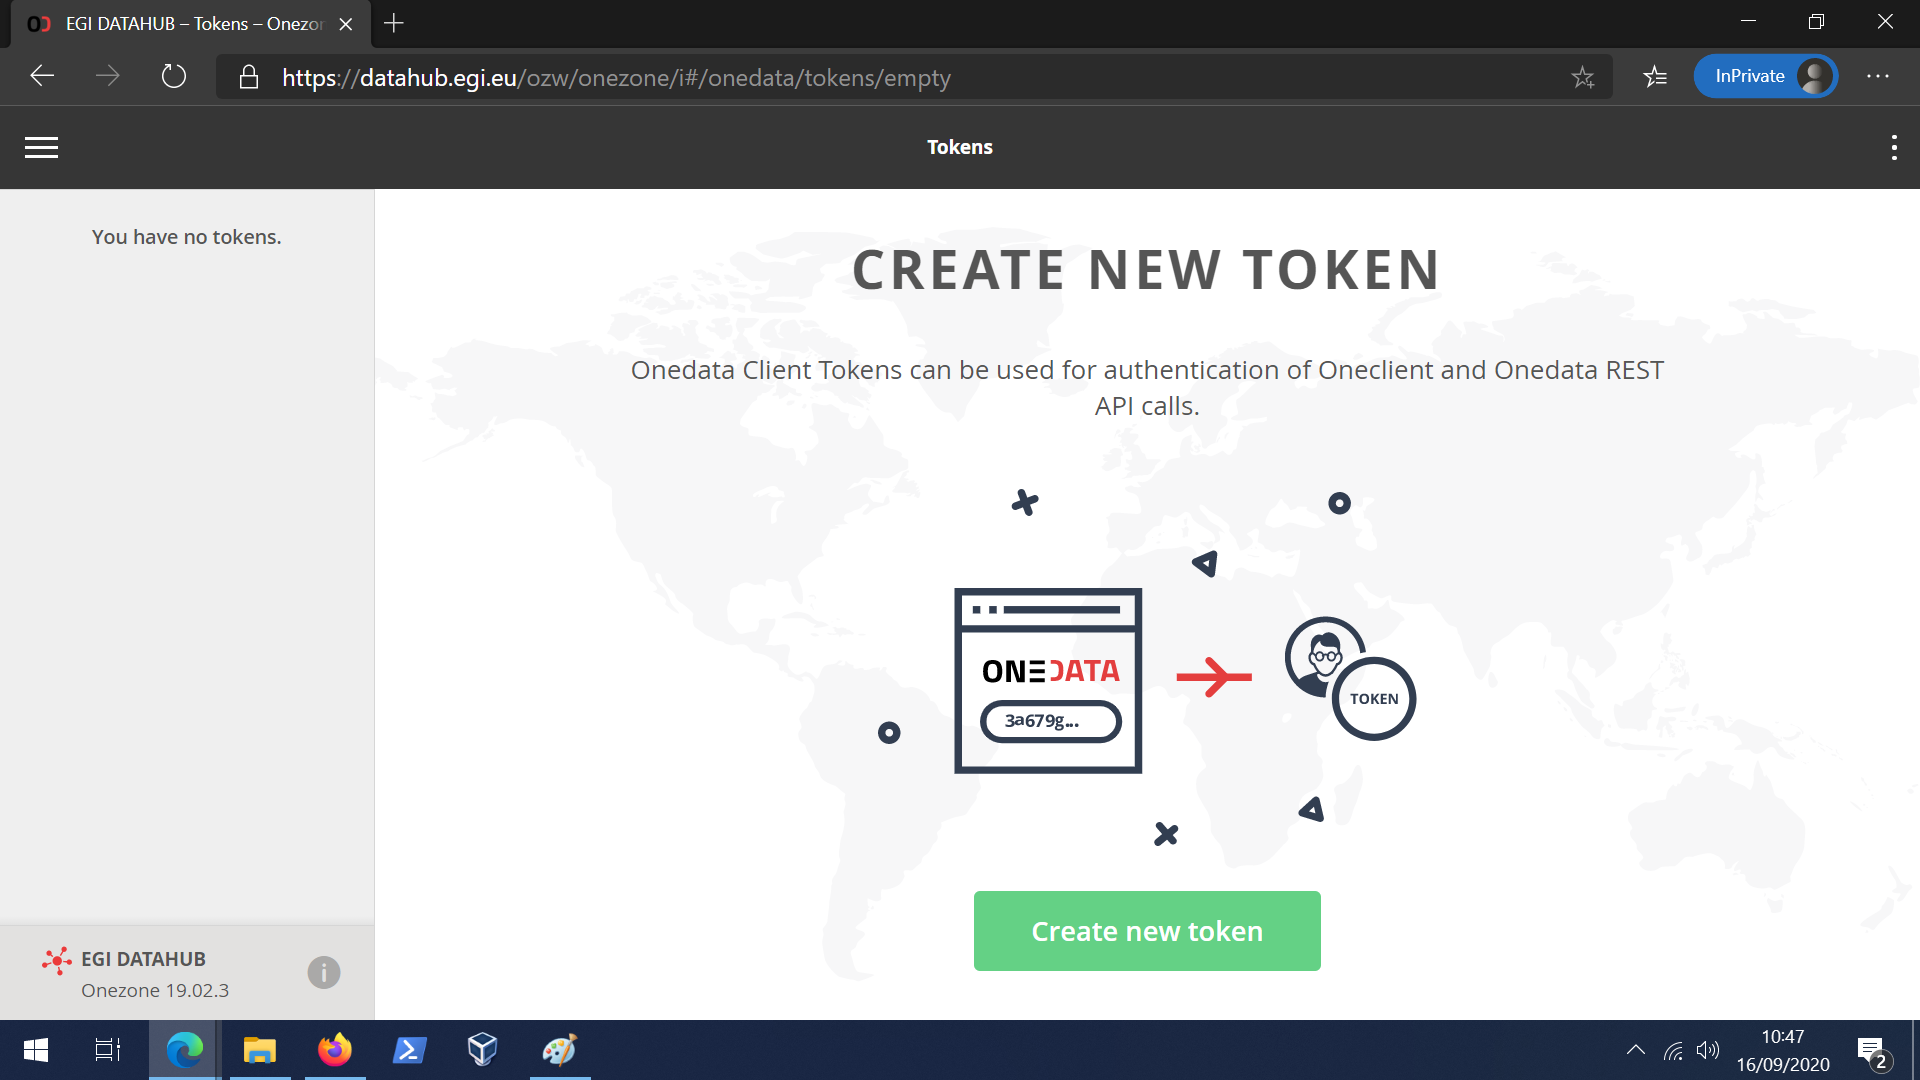 EGI DATAHUB – Tokens – Onezon
https://datahub.egi.eu/ozw/onezone/i#/onedata/tokens/empty
InPrivate
Tokens
You have no tokens.
CREATE NEW TOKEN
Onedata Client Tokens can be used for authentication of Oneclient and Onedata REST
API calls.
ONEDATA
3a679g...
TOKEN
Create new token
EGI DATAHUB
Onezone 19.02.3
10:47
16/09/2020
2